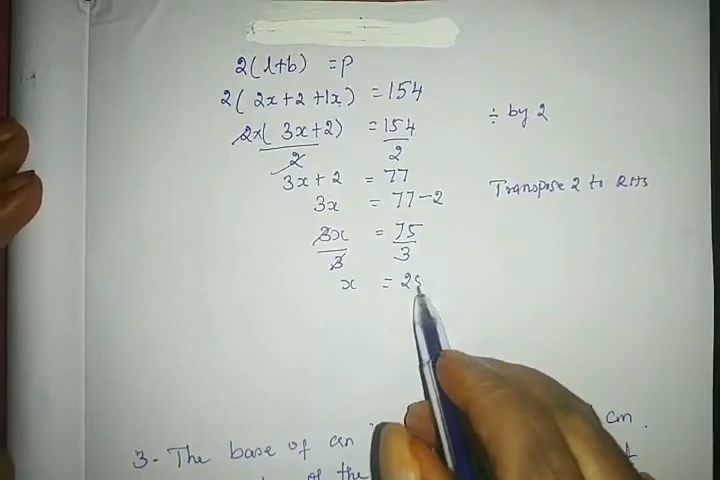 2(l+b) = P
2(2x+2+1x) = 154
÷ by 2
2×(3x+2)/2 = 154/2
3x+2 = 77
Transpose 2 to RHS
3x = 77-2
3x/3 = 75/3
x = 25
3. The base of an cm.
of the